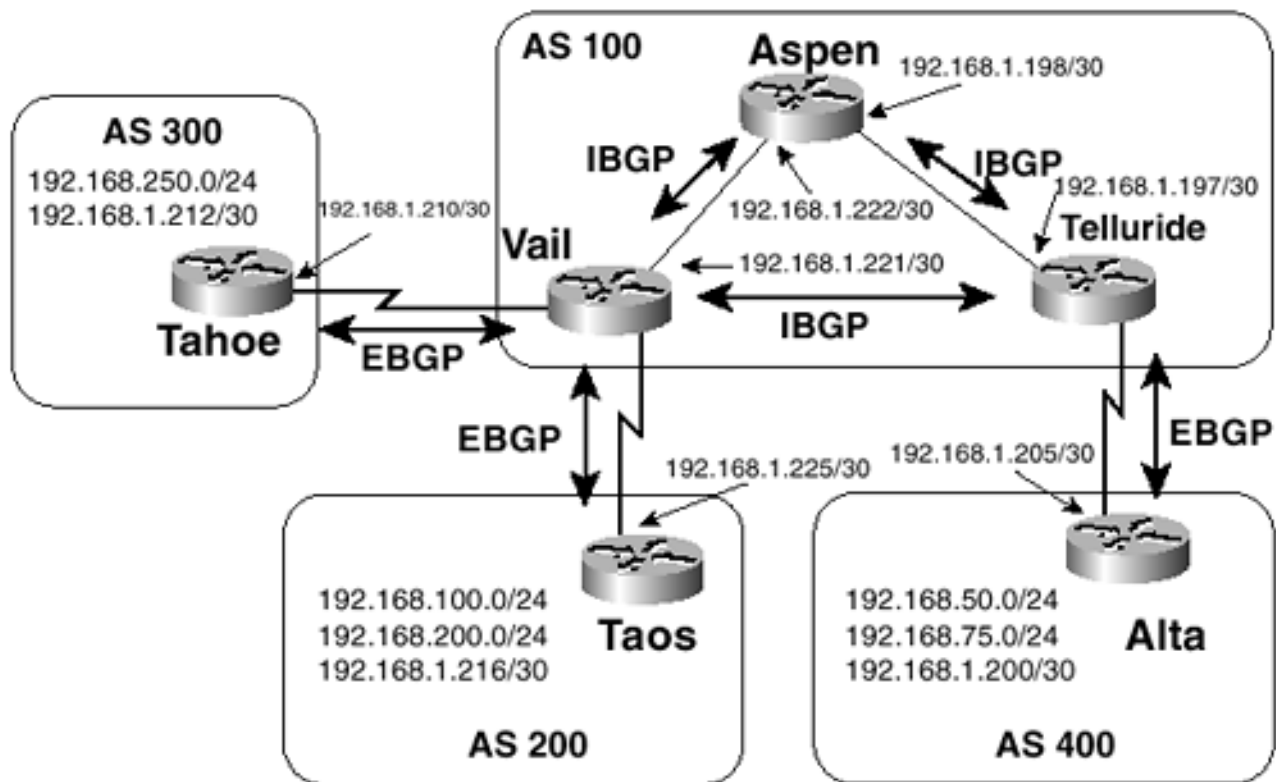 AS 100
Aspen
192.168.1.198/30
AS 300
192.168.250.0/24
192.168.1.212/30
192.168.1.210/30
IBGP
IBGP
192.168.1.197/30
192.168.1.222/30
Telluride
Vail
192.168.1.221/30
IBGP
Tahoe
EBGP
EBGP
EBGP
192.168.1.225/30
192.168.1.205/30
192.168.100.0/24
192.168.200.0/24
192.168.1.216/30
Taos
AS 200
192.168.50.0/24
192.168.75.0/24
192.168.1.200/30
Alta
AS 400